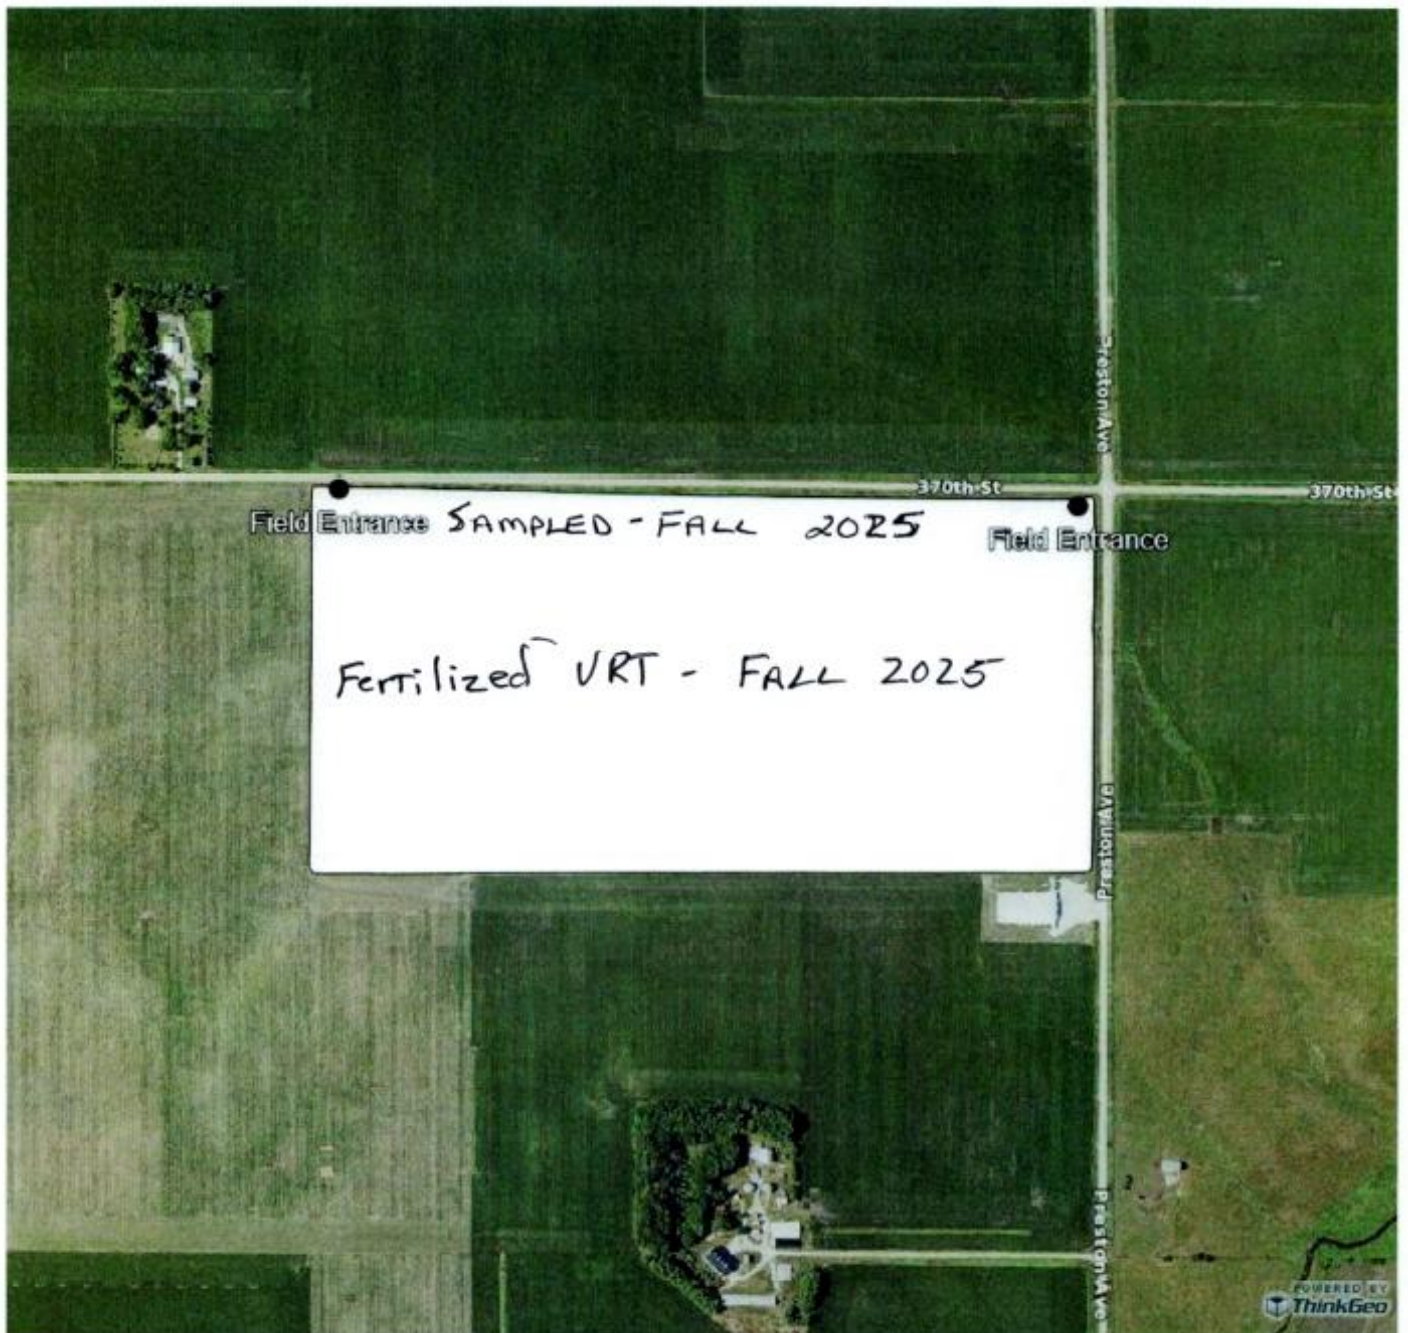 Preston Ave
370th St
370th St
Field Entrance
SAMPLED - FALL 2025
Field Entrance
Fertilized VRT - FALL 2025
Preston Ave
Preston Ave
POWERED BY
ThinkGeo